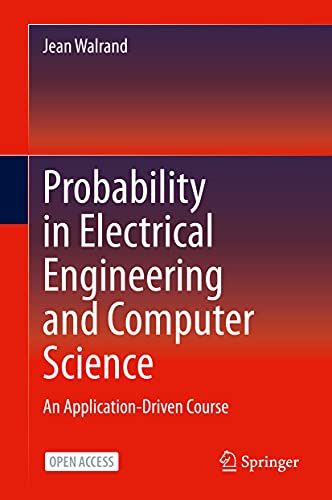 Jean Walrand
Probability
in Electrical
Engineering
and Computer
Science
An Application-Driven Course
OPEN ACCESS
Springer